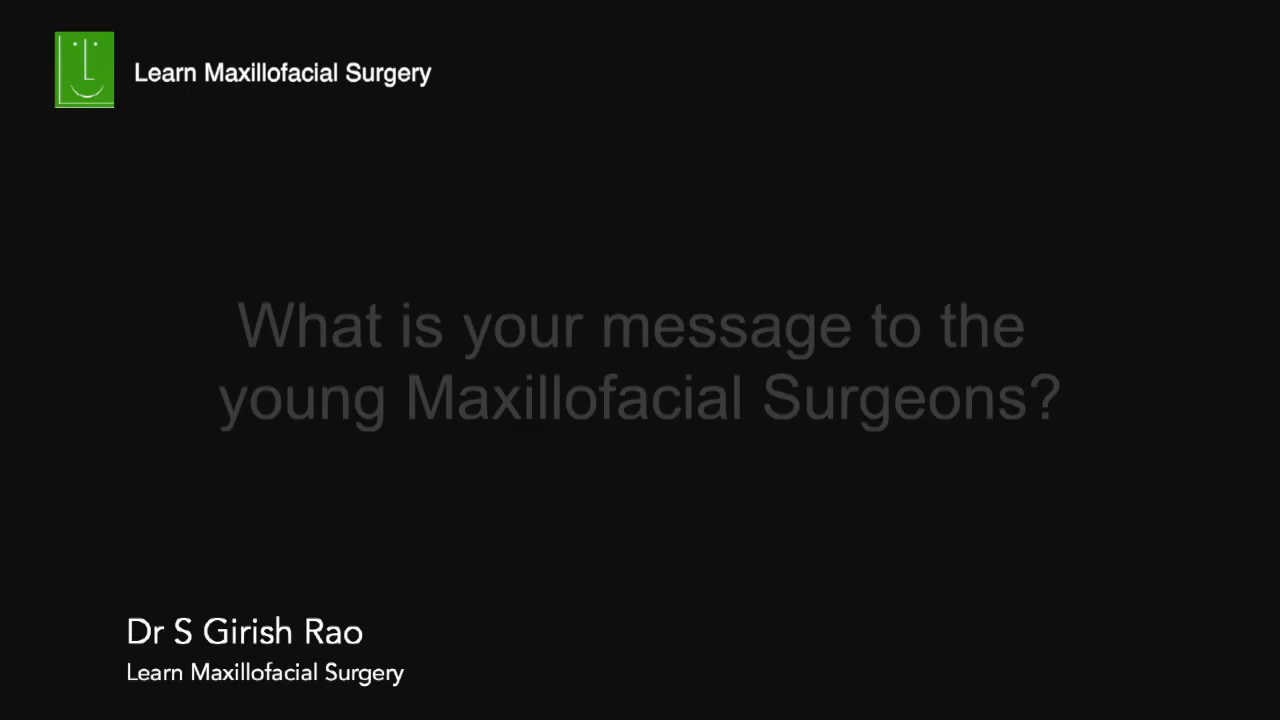 Learn Maxillofacial Surgery
What is your message to the
young Maxillofacial Surgeons?
Dr S Girish Rao
Learn Maxillofacial Surgery